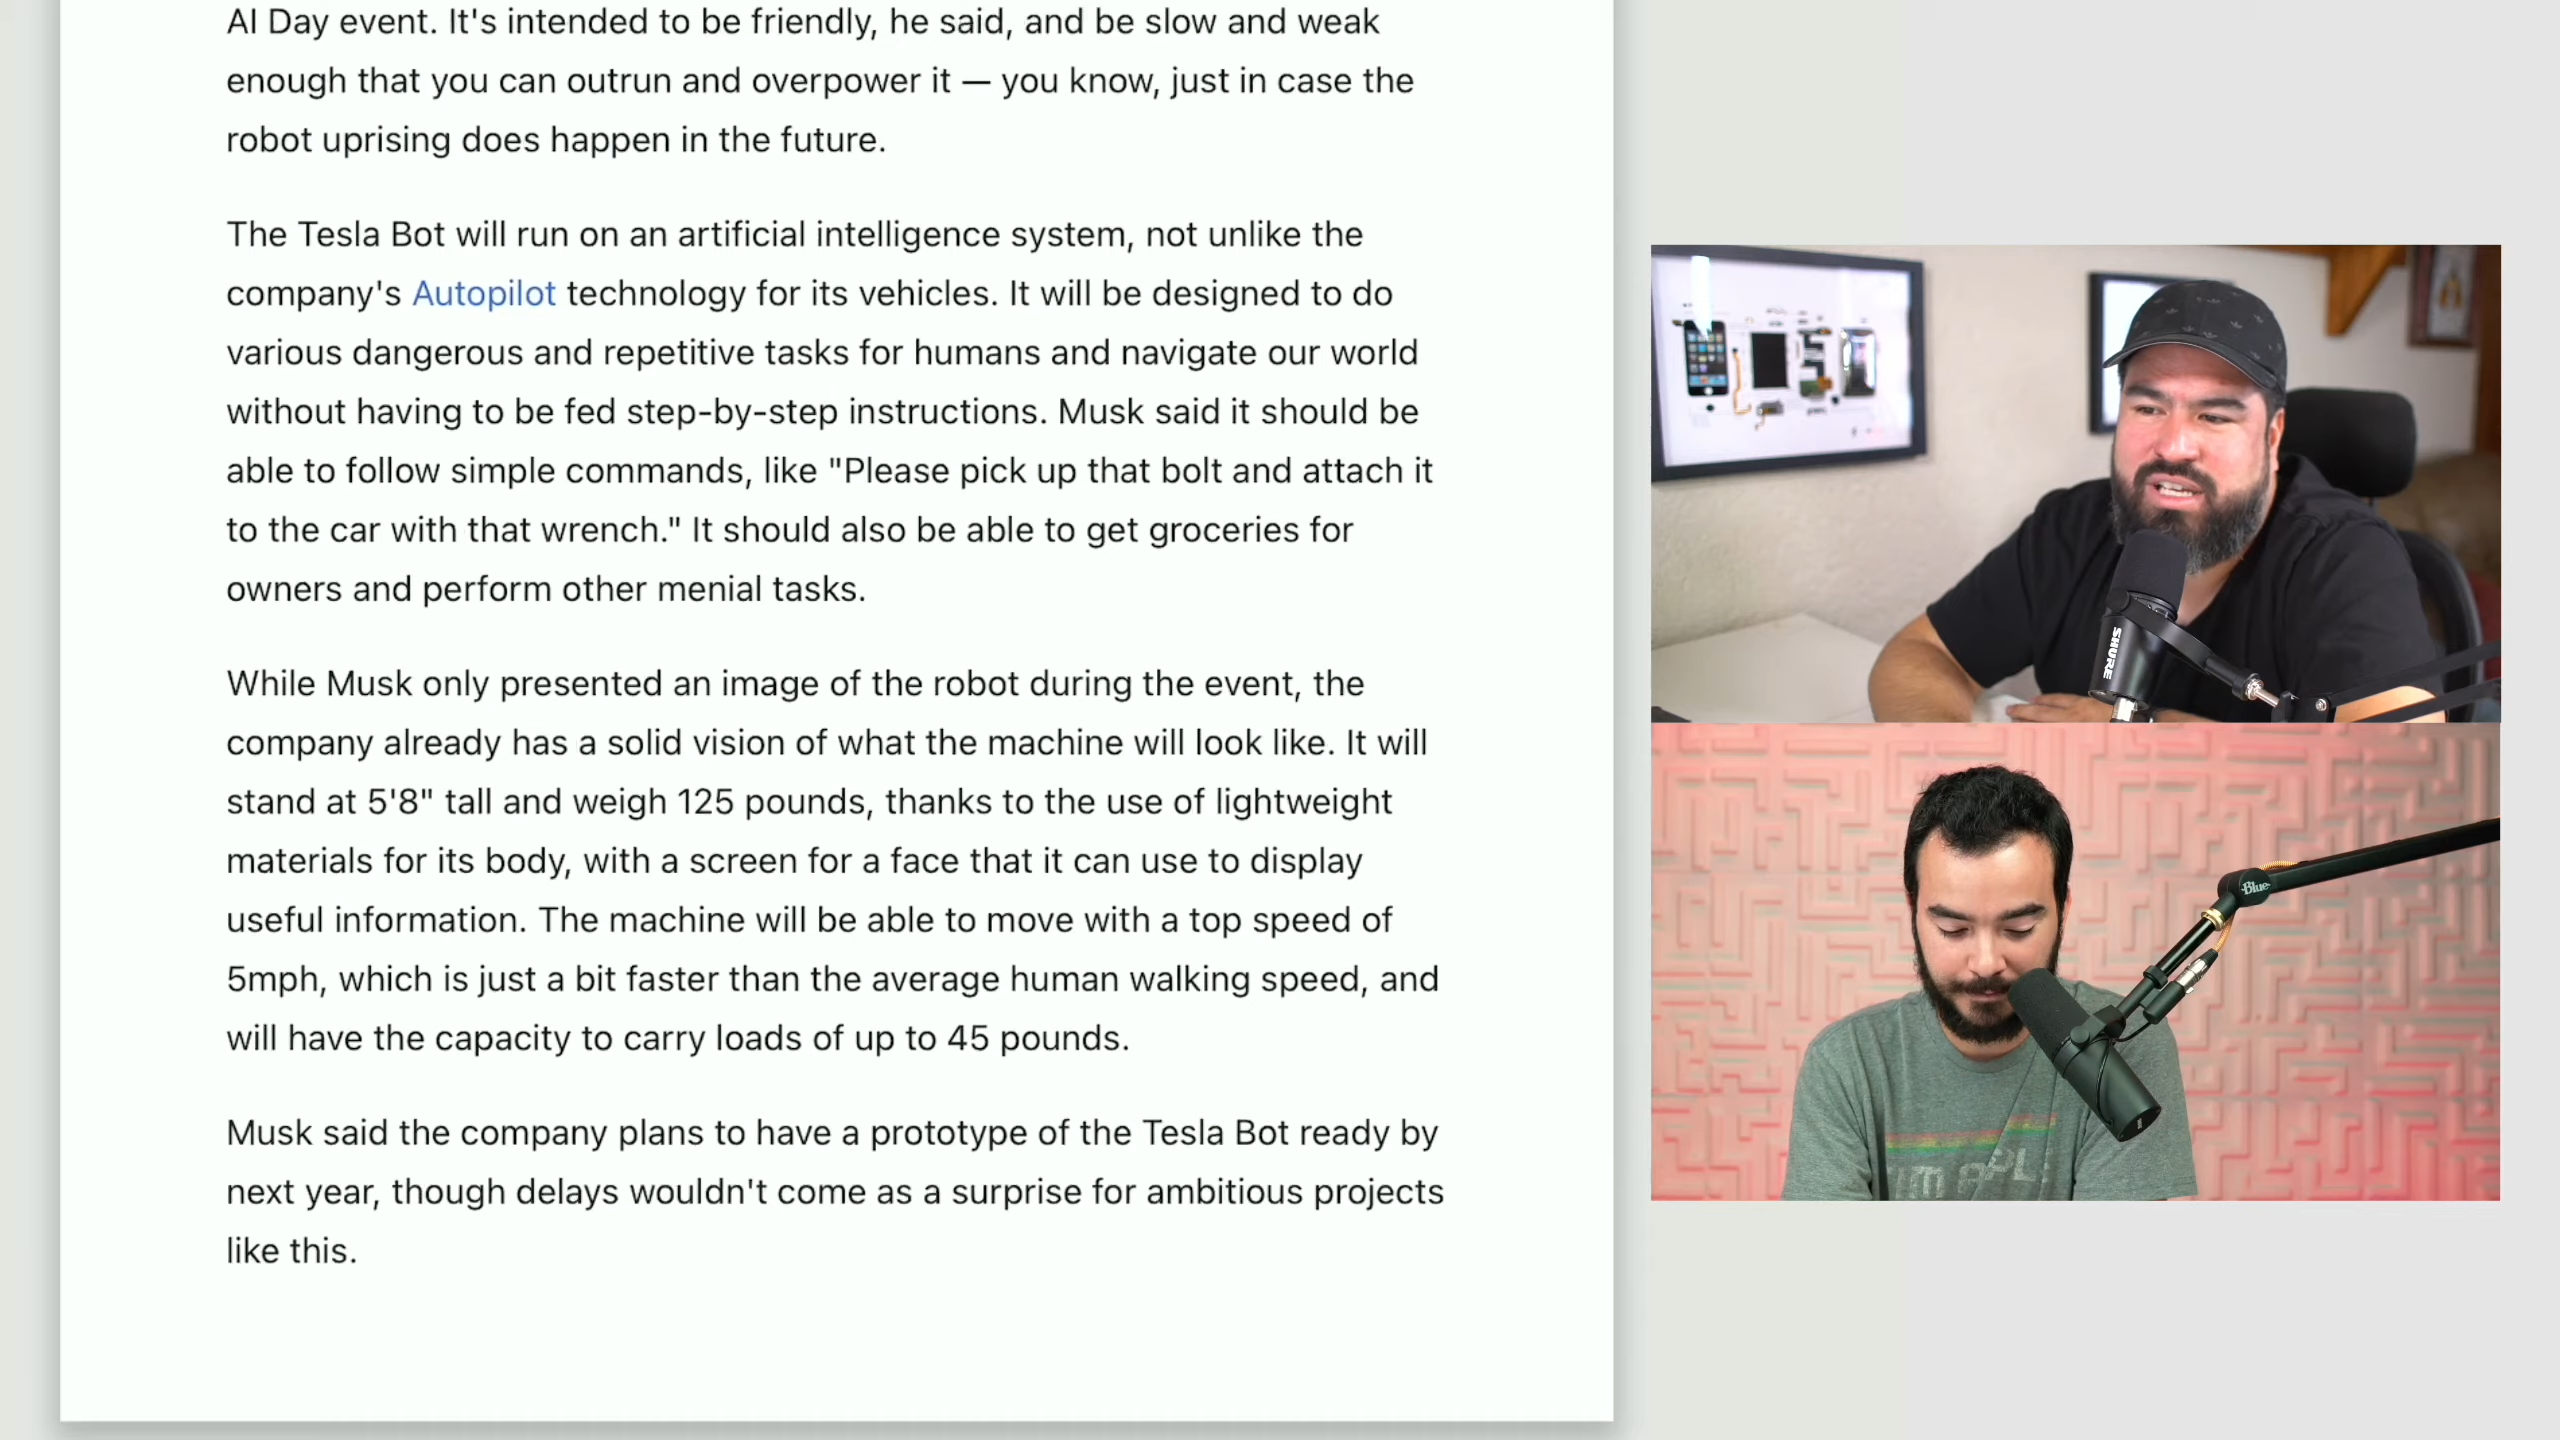 AI Day event. It's intended to be friendly, he said, and be slow and weak
enough that you can outrun and overpower it — you know, just in case the
robot uprising does happen in the future.
The Tesla Bot will run on an artificial intelligence system, not unlike the
company's Autopilot technology for its vehicles. It will be designed to do
various dangerous and repetitive tasks for humans and navigate our world
without having to be fed step-by-step instructions. Musk said it should be
able to follow simple commands, like "Please pick up that bolt and attach it
to the car with that wrench." It should also be able to get groceries for
owners and perform other menial tasks.
While Musk only presented an image of the robot during the event, the
company already has a solid vision of what the machine will look like. It will
stand at 5'8" tall and weigh 125 pounds, thanks to the use of lightweight
materials for its body, with a screen for a face that it can use to display
useful information. The machine will be able to move with a top speed of
5mph, which is just a bit faster than the average human walking speed, and
will have the capacity to carry loads of up to 45 pounds.
Musk said the company plans to have a prototype of the Tesla Bot ready by
next year, though delays wouldn't come as a surprise for ambitious projects
like this.
SHURE
Blue